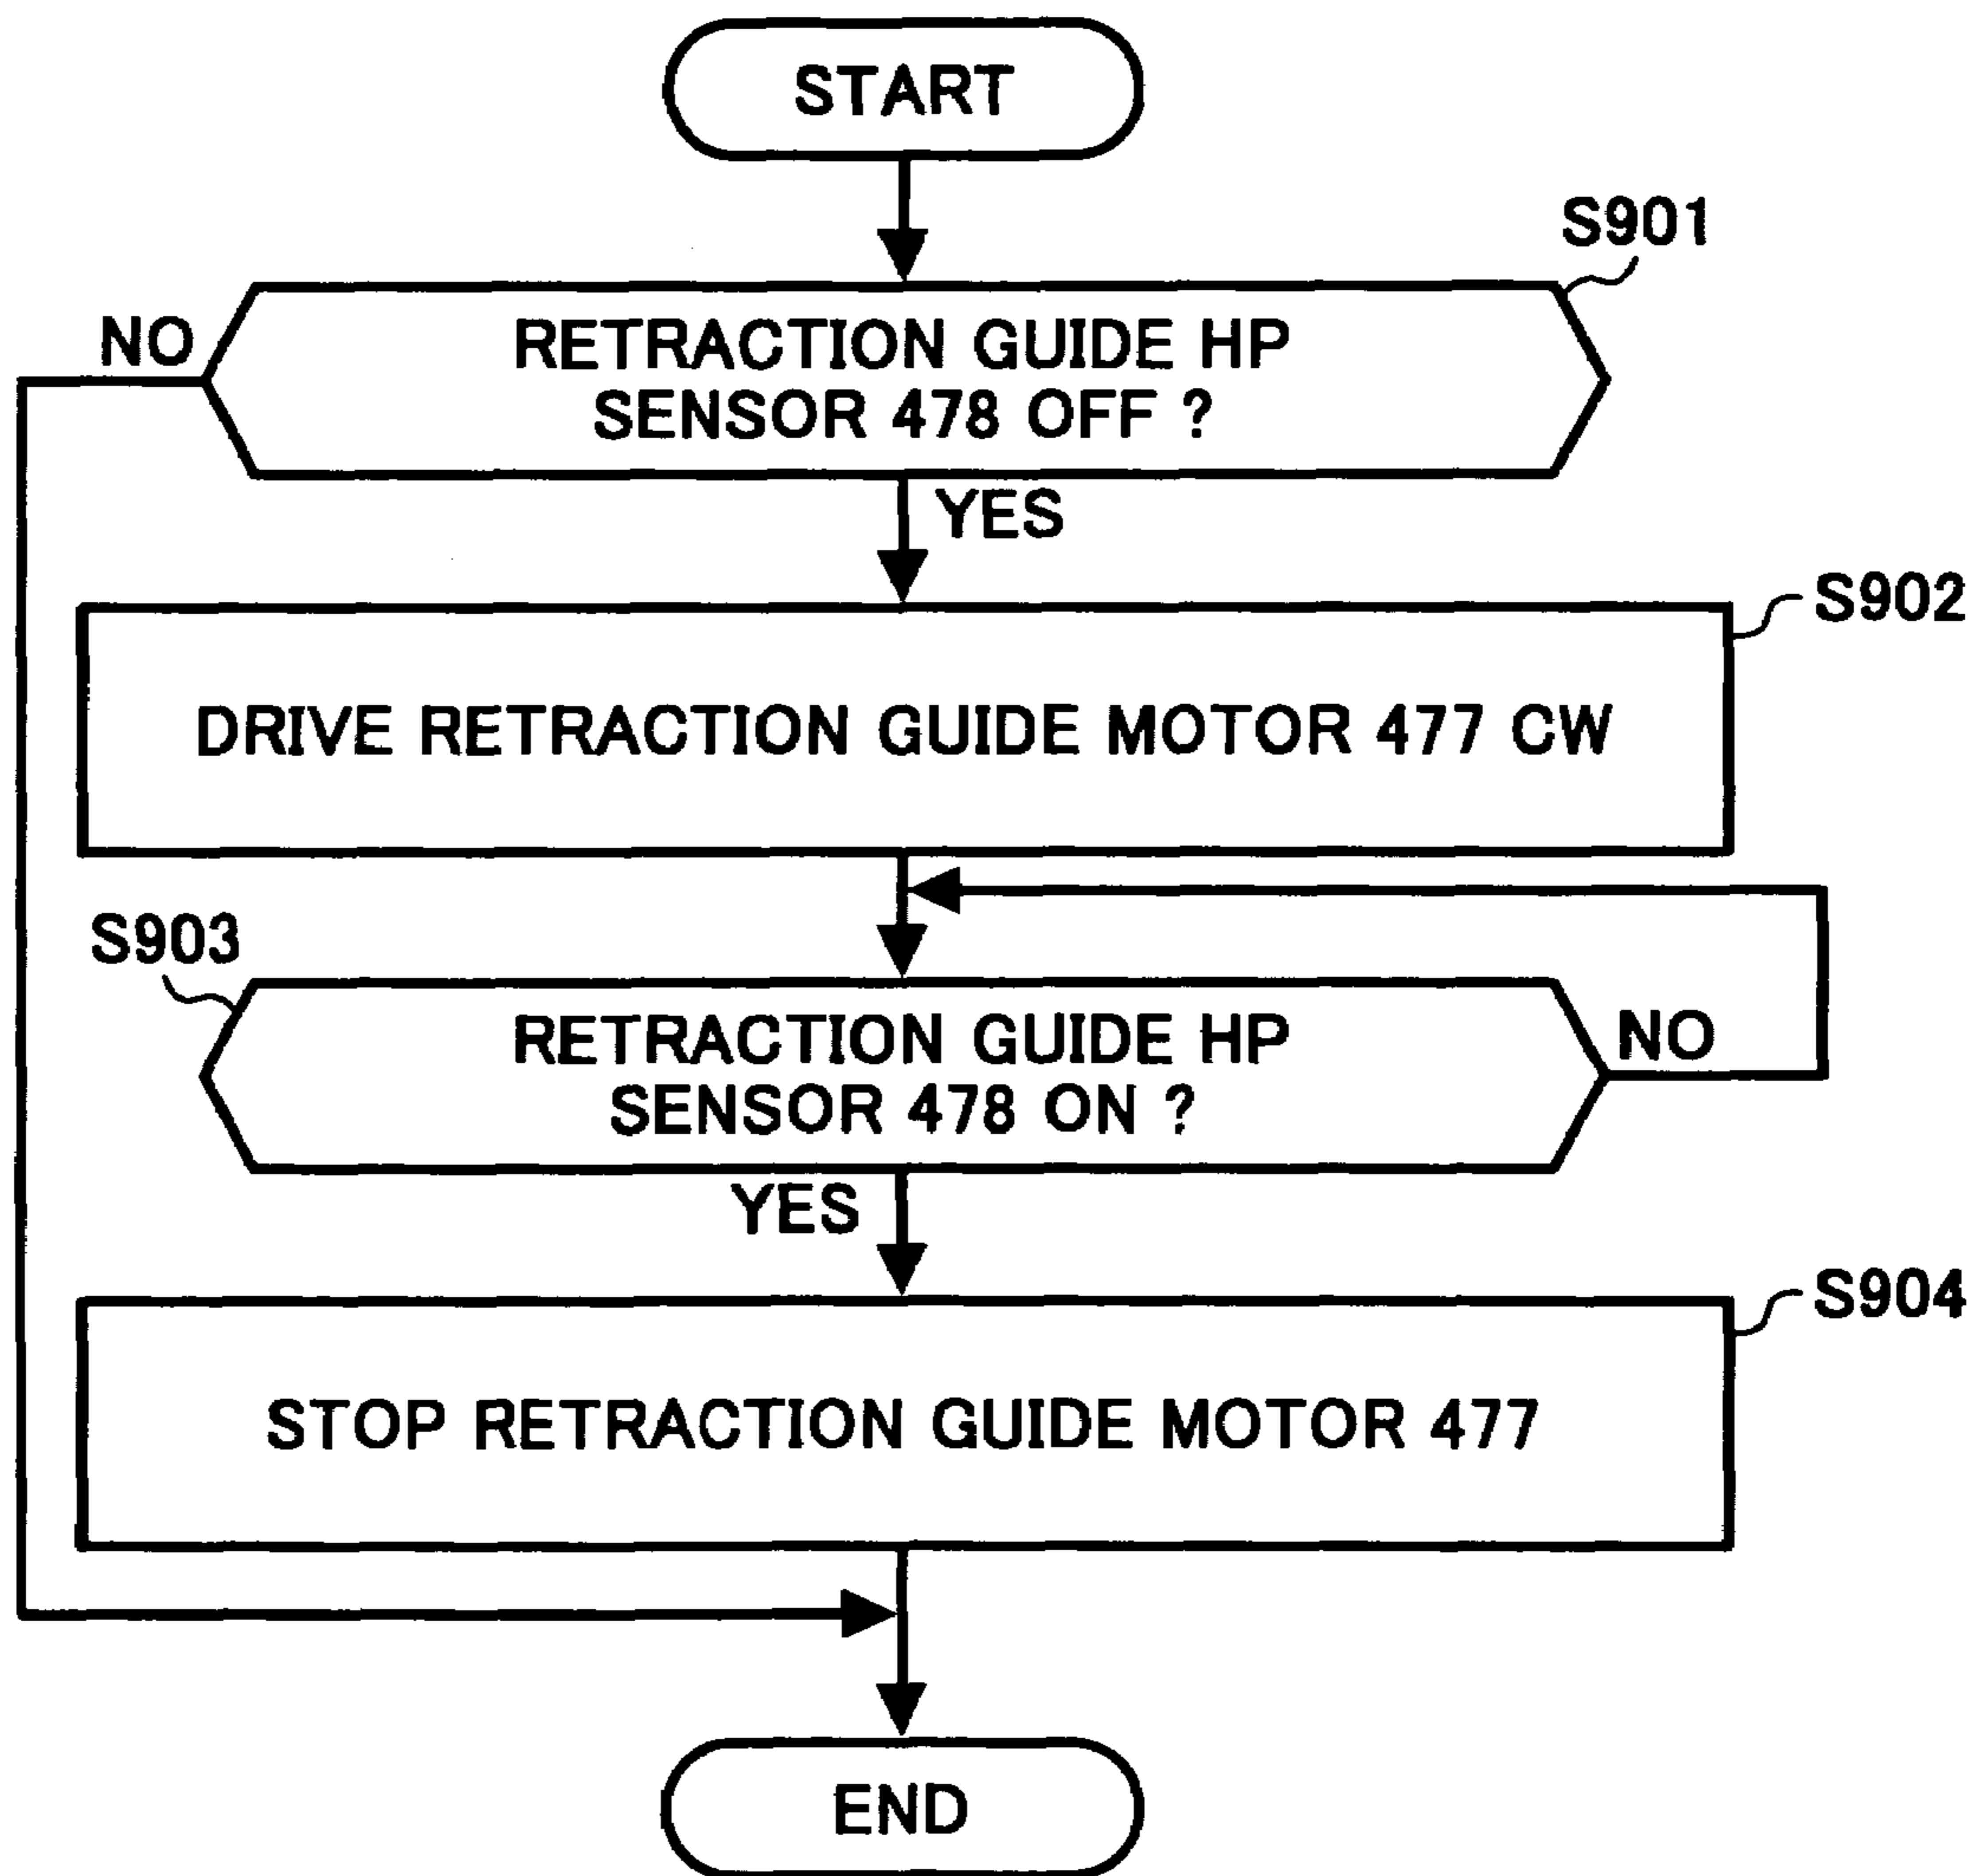 START
S901
NO
RETRACTION GUIDE HP
SENSOR 478 OFF ?
YES
S902
DRIVE RETRACTION GUIDE MOTOR 477 CW
S903
RETRACTION GUIDE HP
SENSOR 478 ON ?
NO
YES
S904
STOP RETRACTION GUIDE MOTOR 477
END